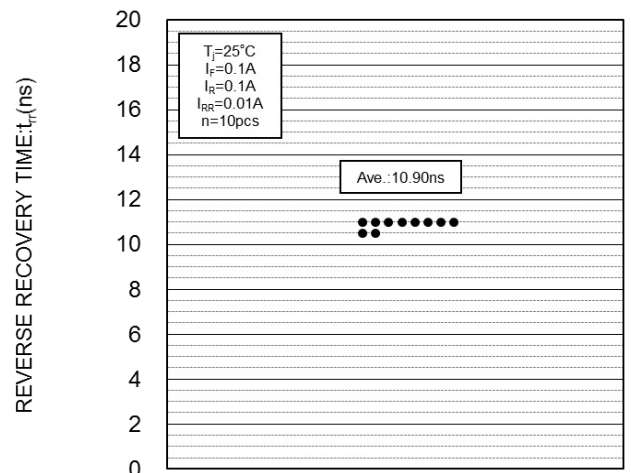 REVERSE RECOVERY TIME:trr(ns)
20
18
16
14
12
10
8
6
4
2
0
Tj=25°C
IF=0.1A
IR=0.1A
IRR=0.01A
n=10pcs
Ave.:10.90ns